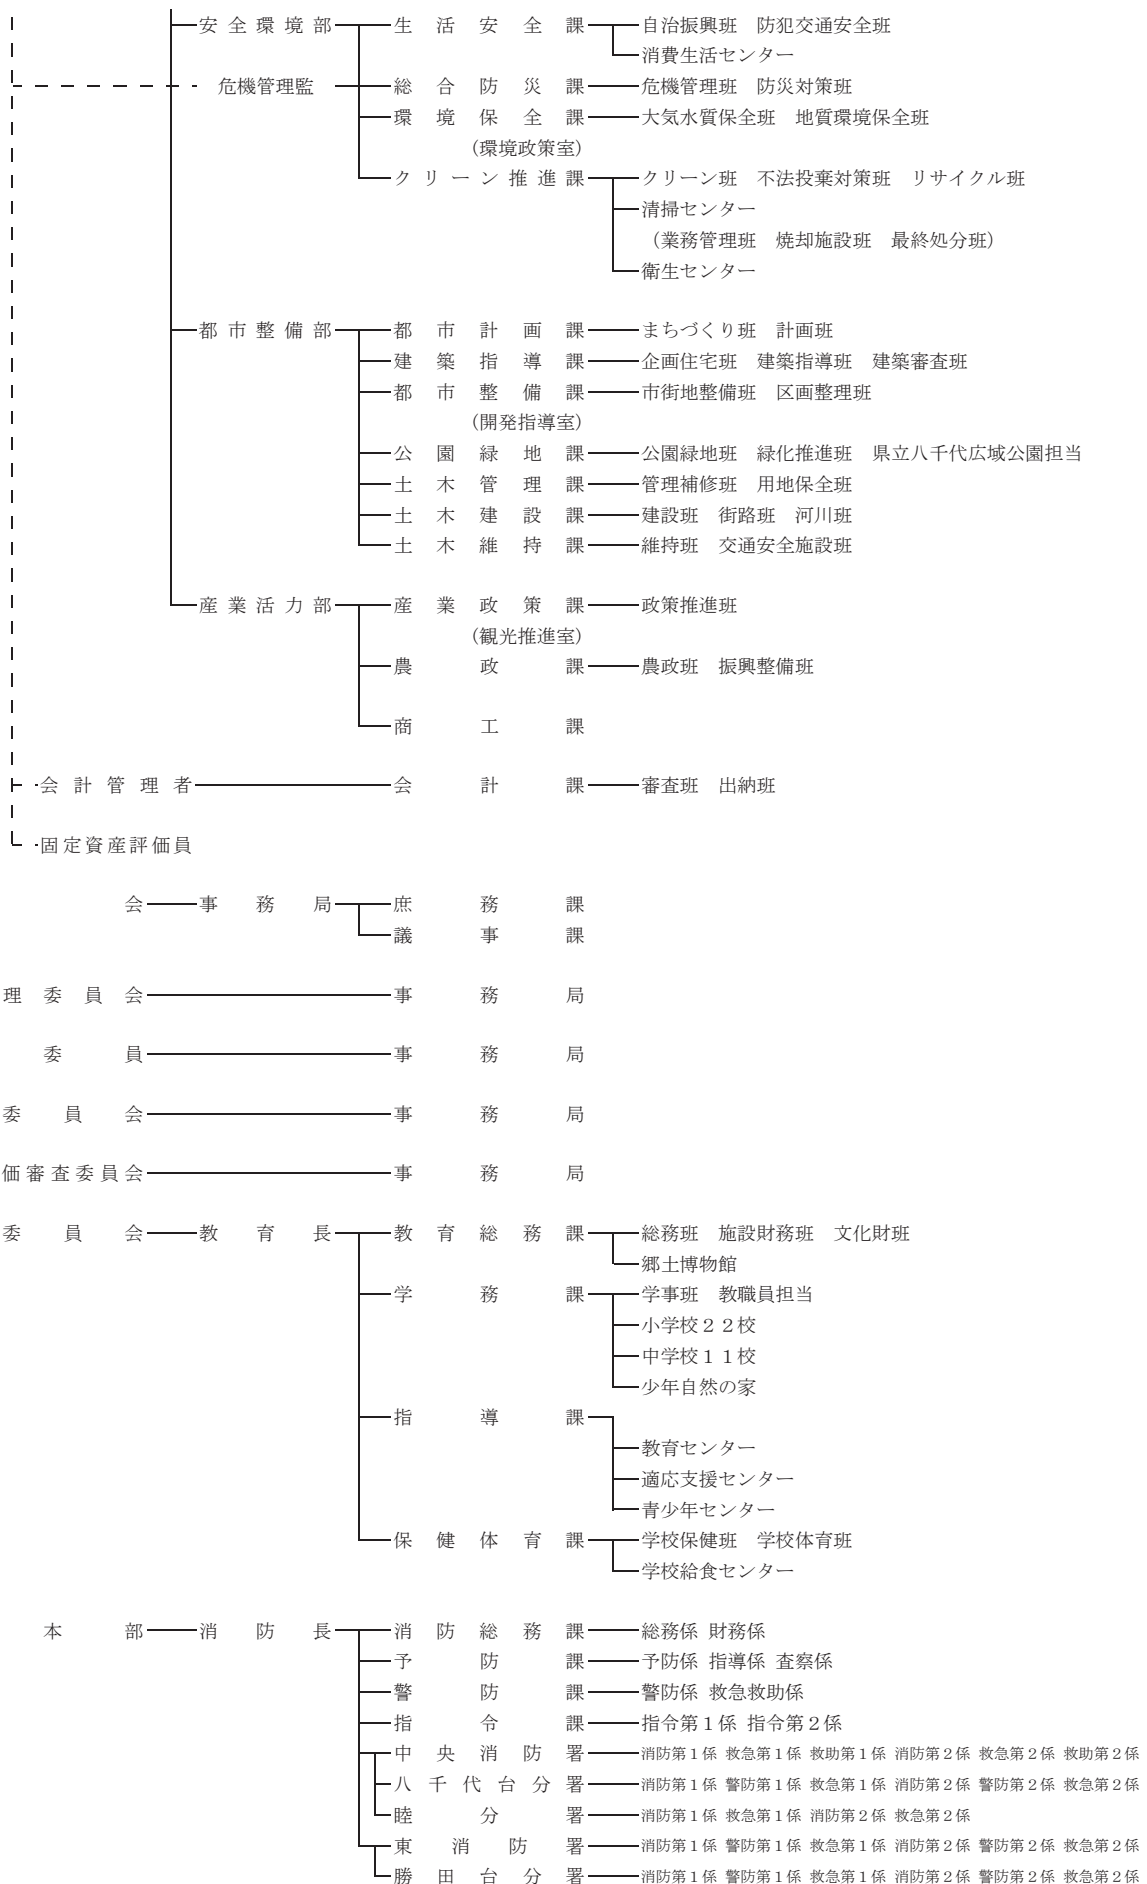 安全環境部 生活安全課 自治振興班 防犯交通安全班
消費生活センター
危機管理監 総合防災課 危機管理班 防災対策班
環境保全課 大気水質保全班 地質環境保全班
(環境政策室)
クリーン推進課 クリーン班 不法投棄対策班 リサイクル班
清掃センター
(業務管理班 焼却施設班 最終処分班)
衛生センター
都市整備部 都市計画課 まちづくり班 計画班
建築指導課 企画住宅班 建築指導班 建築審査班
都市整備課 市街地整備班 区画整理班
(開発指導室)
公園緑地課 公園緑地班 緑化推進班 県立八千代広域公園担当
土木管理課 管理補修班 用地保全班
土木建設課 建設班 街路班 河川班
土木維持課 維持班 交通安全施設班
産業活力部 産業政策課 政策推進班
(観光推進室)
農政課 農政班 振興整備班
商工課
会計管理者 会計課 審査班 出納班
固定資産評価員
会 事務局 庶務課
議事課
理委員会 事務局
委員 事務局
委員会 事務局
価審査委員会 事務局
委員会 教育長 教育総務課 総務班 施設財務班 文化財班
郷土博物館
学務課 学事班 教職員担当
小学校２２校
中学校１１校
少年自然の家
指導課
教育センター
適応支援センター
青少年センター
保健体育課 学校保健班 学校体育班
学校給食センター
本部 消防長 消防総務課 総務係 財務係
予防課 予防係 指導係 査察係
警防課 警防係 救急救助係
指令課 指令第１係 指令第２係
中央消防署 消防第１係 救急第１係 救助第１係 消防第２係 救急第２係 救助第２係
八千代台分署 消防第１係 警防第１係 救急第１係 消防第２係 警防第２係 救急第２係
睦分署 消防第１係 救急第１係 消防第２係 救急第２係
東消防署 消防第１係 警防第１係 救急第１係 消防第２係 警防第２係 救急第２係
勝田台分署 消防第１係 警防第１係 救急第１係 消防第２係 警防第２係 救急第２係